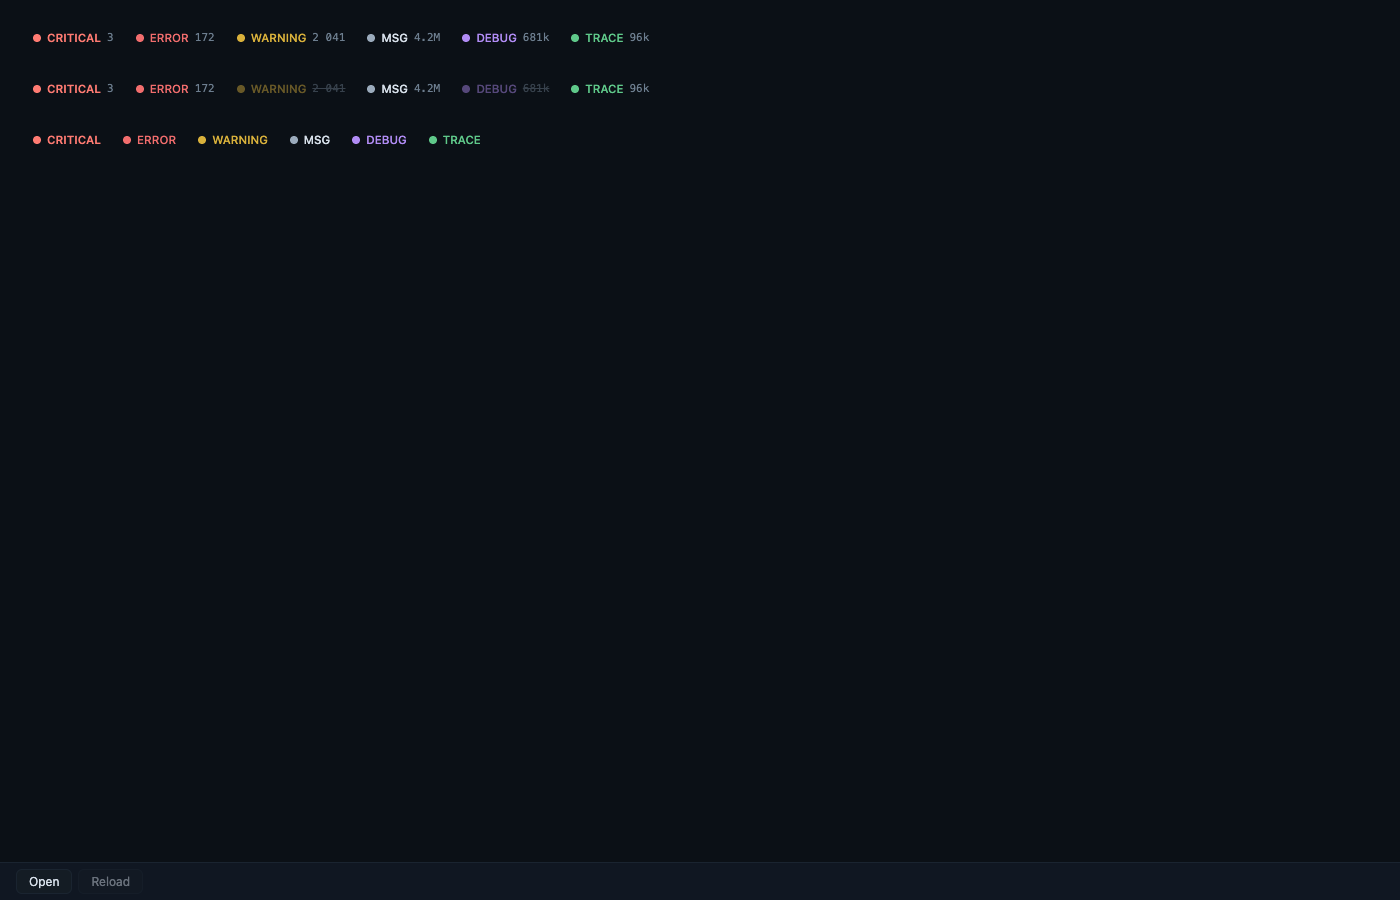 CRITICAL 3 ERROR 172 WARNING 2 041 MSG 4.2M DEBUG 681k TRACE 96k
CRITICAL 3 ERROR 172 WARNING 2 041 MSG 4.2M DEBUG 681k TRACE 96k
CRITICAL ERROR WARNING MSG DEBUG TRACE
Open Reload